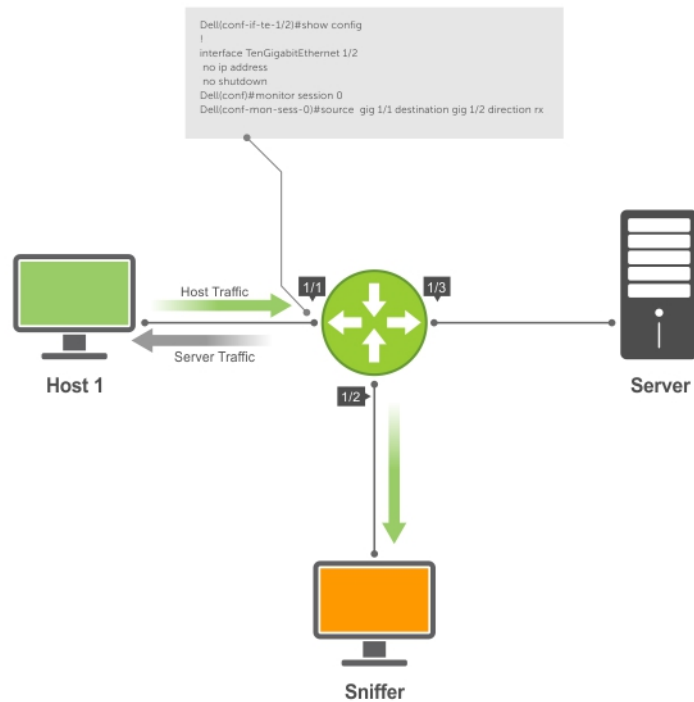 Dell(conf-if-te-1/2)#show config
!
interface TenGigabitEthernet 1/2
no ip address
no shutdown
Dell(conf)#monitor session 0
Dell(conf-mon-sess-0)#source gig 1/1 destination gig 1/2 direction rx
Host Traffic
1/1
1/3
Server Traffic
Host 1
Server
1/2
Sniffer